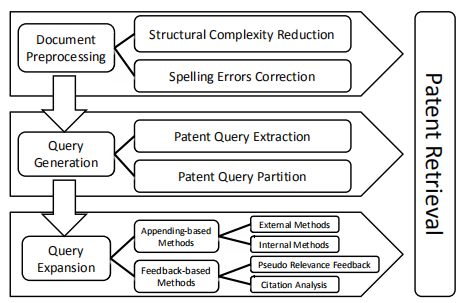 Document
Preprocessing
Structural Complexity Reduction
Spelling Errors Correction
Query
Generation
Patent Query Extraction
Patent Query Partition
Query
Expansion
Appending-based
Methods
External Methods
Internal Methods
Feedback-based
Methods
Pseudo Relevance Feedback
Citation Analysis
Patent Retrieval